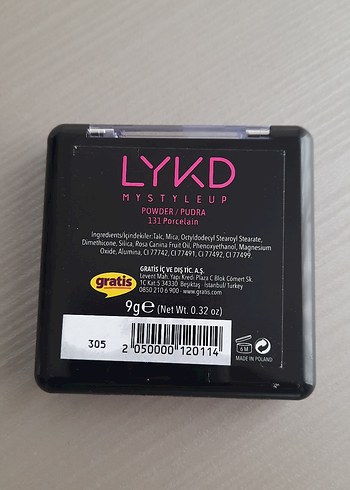 LYKD
MYSTYLEUP
POWDER / PUDRA
131 Porcelain
Ingredients/İçindekiler:Talc, Mica, Octyldodecyl Stearoyl Stearate,
Dimethicone, Silica, Rosa Canina Fruit Oil, Phenoxyethanol, Magnesium
Oxide, Alumin, CI 77742, CI 77491, CI 77492, CI 77499.
GRATİS İÇ VE DIŞ TİC. A.Ş.
Levent Mah. Yapı Kredi Plaza C Blok Cömert Sk.
1C Kat:5 34330 Beşiktaş - İstanbul/ Turkey
0850 210 6 900 · www.gratis.com
gratis
9g℮ (Net Wt. 0.32 oz)
305
2 050000 120114
6 M
MADE IN POLAND